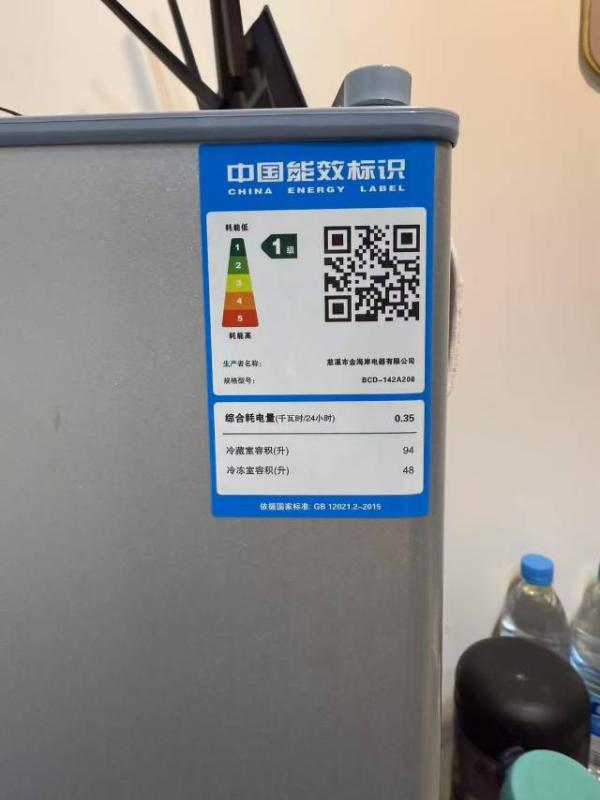 中国能效标识
CHINA ENERGY LABEL
耗能低
1
1级
2
3
4
5
耗能高
生产者名称: 慈溪市金海岸电器有限公司
规格型号: BCD-142A208
综合耗电量(千瓦时/24小时) 0.35
冷藏室容积(升) 94
冷冻室容积(升) 48
依据国家标准: GB 12021.2-2015